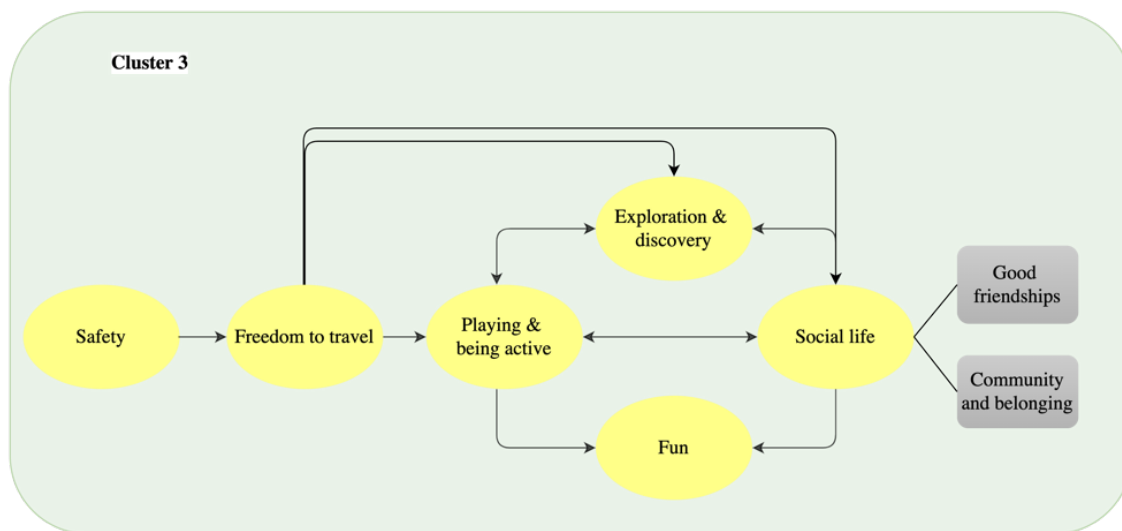 Cluster 3
Exploration &
discovery
Good
friendships
Safety
Freedom to travel
Playing &
being active
Social life
Community
and belonging
Fun